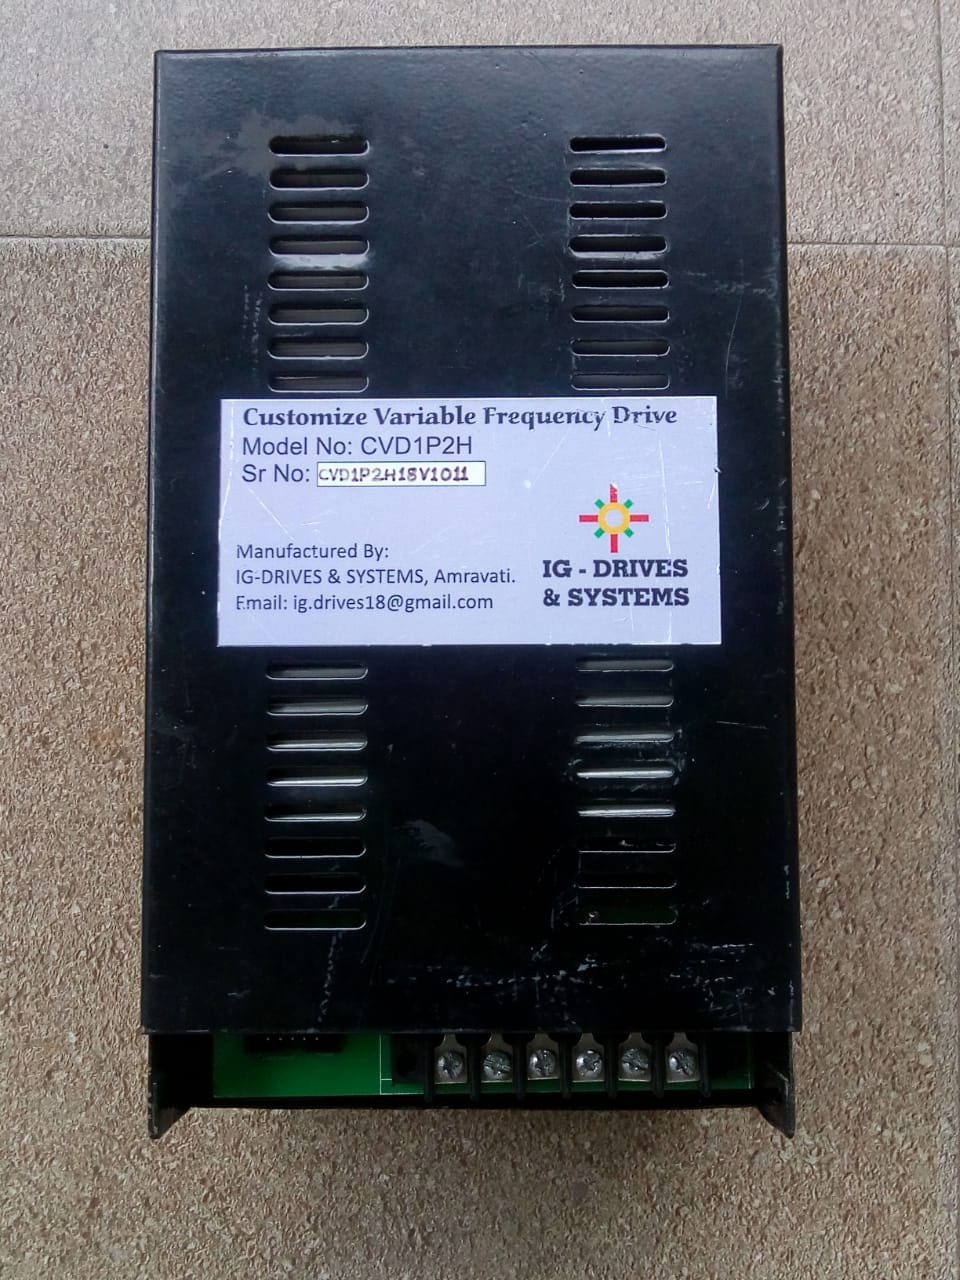 Customize Variable Frequency Drive
Model No: CVD1P2H
Sr No: CVD1P2H18V1011
Manufactured By:
IG-DRIVES & SYSTEMS, Amravati.
Email: ig.drives18@gmail.com
IG - DRIVES
& SYSTEMS